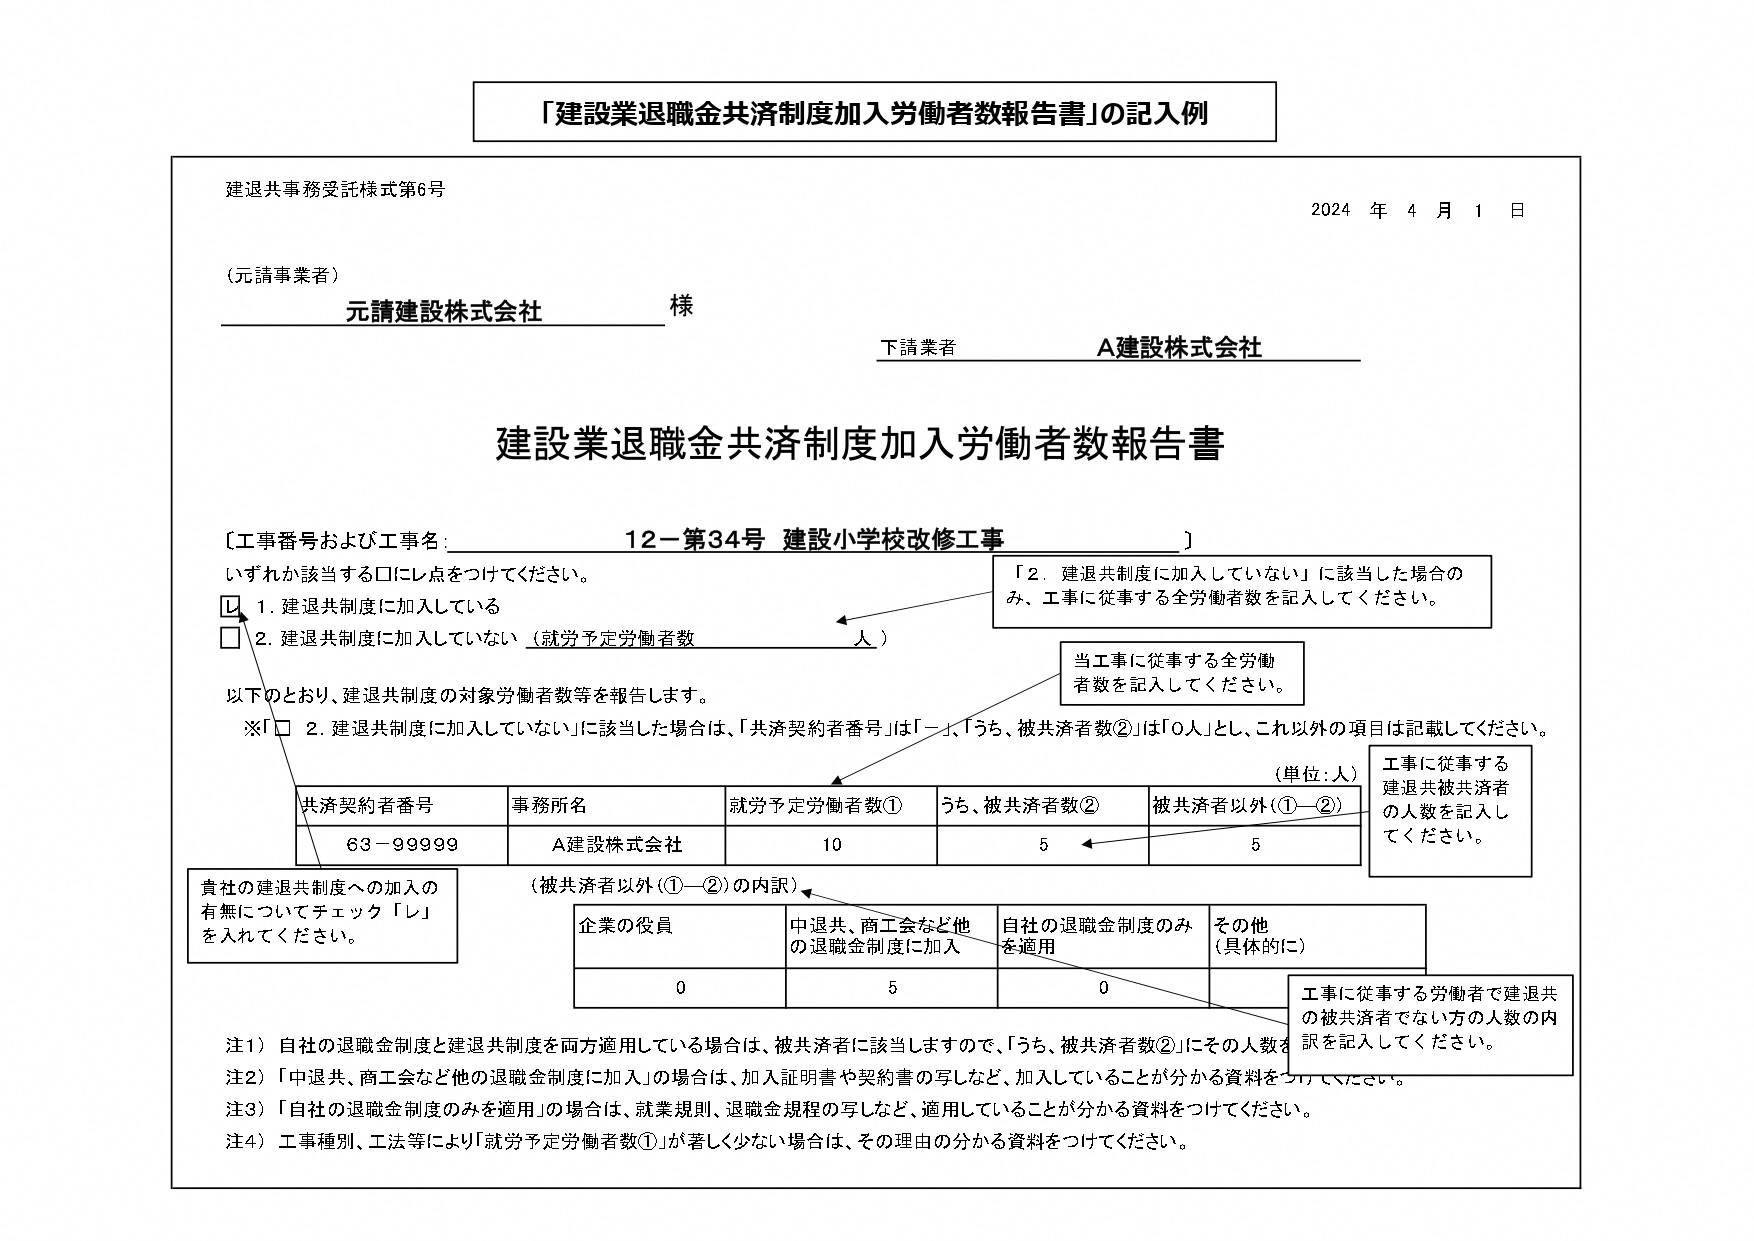 「建設業退職金共済制度加入労働者数報告書」の記入例
建退共事務受託様式第6号
2024 年 4 月 1 日
（元請事業者）
元請建設株式会社 様
下請業者 A建設株式会社
建設業退職金共済制度加入労働者数報告書
〔工事番号および工事名： 12－第34号 建設小学校改修工事 〕
いずれか該当する口にレ点をつけてください。
「２．建退共制度に加入していない」に該当した場合の
み、工事に従事する全労働者数を記入してください。
レ 1．建退共制度に加入している
□ 2．建退共制度に加入していない （就労予定労働者数 人 ）
当工事に従事する全労働
者数を記入してください。
以下のとおり、建退共制度の対象労働者数等を報告します。
※「□ 2．建退共制度に加入していない」に該当した場合は、「共済契約者番号」は「－」、「うち、被共済者数②」は「0人」とし、これ以外の項目は記載してください。
（単位：人）
工事に従事する
建退共被共済者
の人数を記入し
てください。
共済契約者番号 事務所名 就労予定労働者数① うち、被共済者数② 被共済者以外（①―②）
63－99999 A建設株式会社 10 5 5
貴社の建退共制度への加入の
有無についてチェック「レ」
を入れてください。
（被共済者以外（①―②）の内訳）
企業の役員 中退共、商工会など他の退職金制度に加入 自社の退職金制度のみを適用 その他（具体的に）
0 5 0
工事に従事する労働者で建退共
の被共済者でない方の人数の内
訳を記入してください。
注1） 自社の退職金制度と建退共制度を両方適用している場合は、被共済者に該当しますので、「うち、被共済者数②」にその人数を
注2） 「中退共、商工会など他の退職金制度に加入」の場合は、加入証明書や契約書の写しなど、加入していることが分かる資料をつけてください。
注3） 「自社の退職金制度のみを適用」の場合は、就業規則、退職金規程の写しなど、適用していることが分かる資料をつけてください。
注4） 工事種別、工法等により「就労予定労働者数①」が著しく少ない場合は、その理由の分かる資料をつけてください。